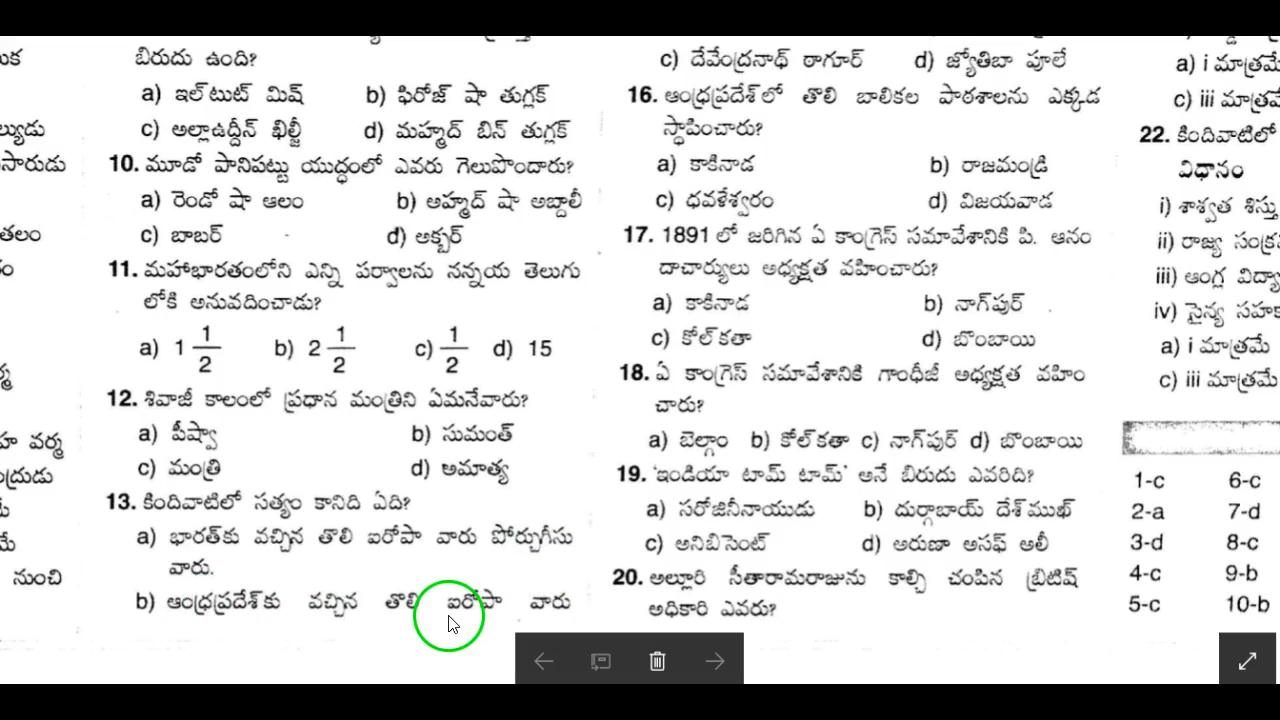 బిరుదు ఉంది?
a) ఇల్‌టుట్ మిష్ b) ఫిరోజ్ షా తుగ్లక్
c) అల్లాఉద్దీన్ ఖిల్జీ d) మహ్మద్ బిన్ తుగ్లక్
10. మూడో పానిపట్టు యుద్ధంలో ఎవరు గెలుపొందారు?
a) రెండో షా ఆలం b) అహ్మద్ షా అబ్దాలీ
c) బాబర్ d) అక్బర్
11. మహాభారతంలోని ఎన్ని పర్వాలను నన్నయ తెలుగు
లోకి అనువదించాడు?
a) 1 1/2 b) 2 1/2 c) 1/2 d) 15
12. శివాజీ కాలంలో ప్రధాన మంత్రిని ఏమనేవారు?
a) పీష్వా b) సుమంత్
c) మంత్రి d) అమాత్య
13. కిందివాటిలో సత్యం కానిది ఏది?
a) భారత్‌కు వచ్చిన తొలి ఐరోపా వారు పోర్చుగీసు
వారు.
b) ఆంధ్రప్రదేశ్‌కు వచ్చిన తొలి ఐరోపా వారు
c) దేవేంద్రనాథ్ ఠాగూర్ d) జ్యోతిబా పూలే
16. ఆంధ్రప్రదేశ్‌లో తొలి బాలికల పాఠశాలను ఎక్కడ
స్థాపించారు?
a) కాకినాడ b) రాజమండ్రి
c) ధవళేశ్వరం d) విజయవాడ
17. 1891 లో జరిగిన ఏ కాంగ్రెస్ సమావేశానికి పి. ఆనం
దాచార్యులు అధ్యక్షత వహించారు?
a) కాకినాడ b) నాగ్‌పుర్
c) కోల్‌కతా d) బొంబాయి
18. ఏ కాంగ్రెస్ సమావేశానికి గాంధీజీ అధ్యక్షత వహిం
చారు?
a) బెల్గాం b) కోల్‌కతా c) నాగ్‌పుర్ d) బొంబాయి
19. 'ఇండియా టామ్ టామ్' అనే బిరుదు ఎవరిది?
a) సరోజినీనాయుడు b) దుర్గాబాయ్ దేశ్‌ముఖ్
c) అనిబిసెంట్ d) అరుణా అసఫ్ అలీ
20. అల్లూరి సీతారామరాజును కాల్చి చంపిన బ్రిటిష్
అధికారి ఎవరు?
a) i మాత్రమే
c) iii మాత్రమే
22. కిందివాటిలో
విధానం
i) శాశ్వత శిస్తు
ii) రాజ్య సంక్ర
iii) ఆంగ్ల విద్యా
iv) సైన్య సహకా
a) i మాత్రమే
c) iii మాత్రమే
1-c 6-c
2-a 7-d
3-d 8-c
4-c 9-b
5-c 10-b